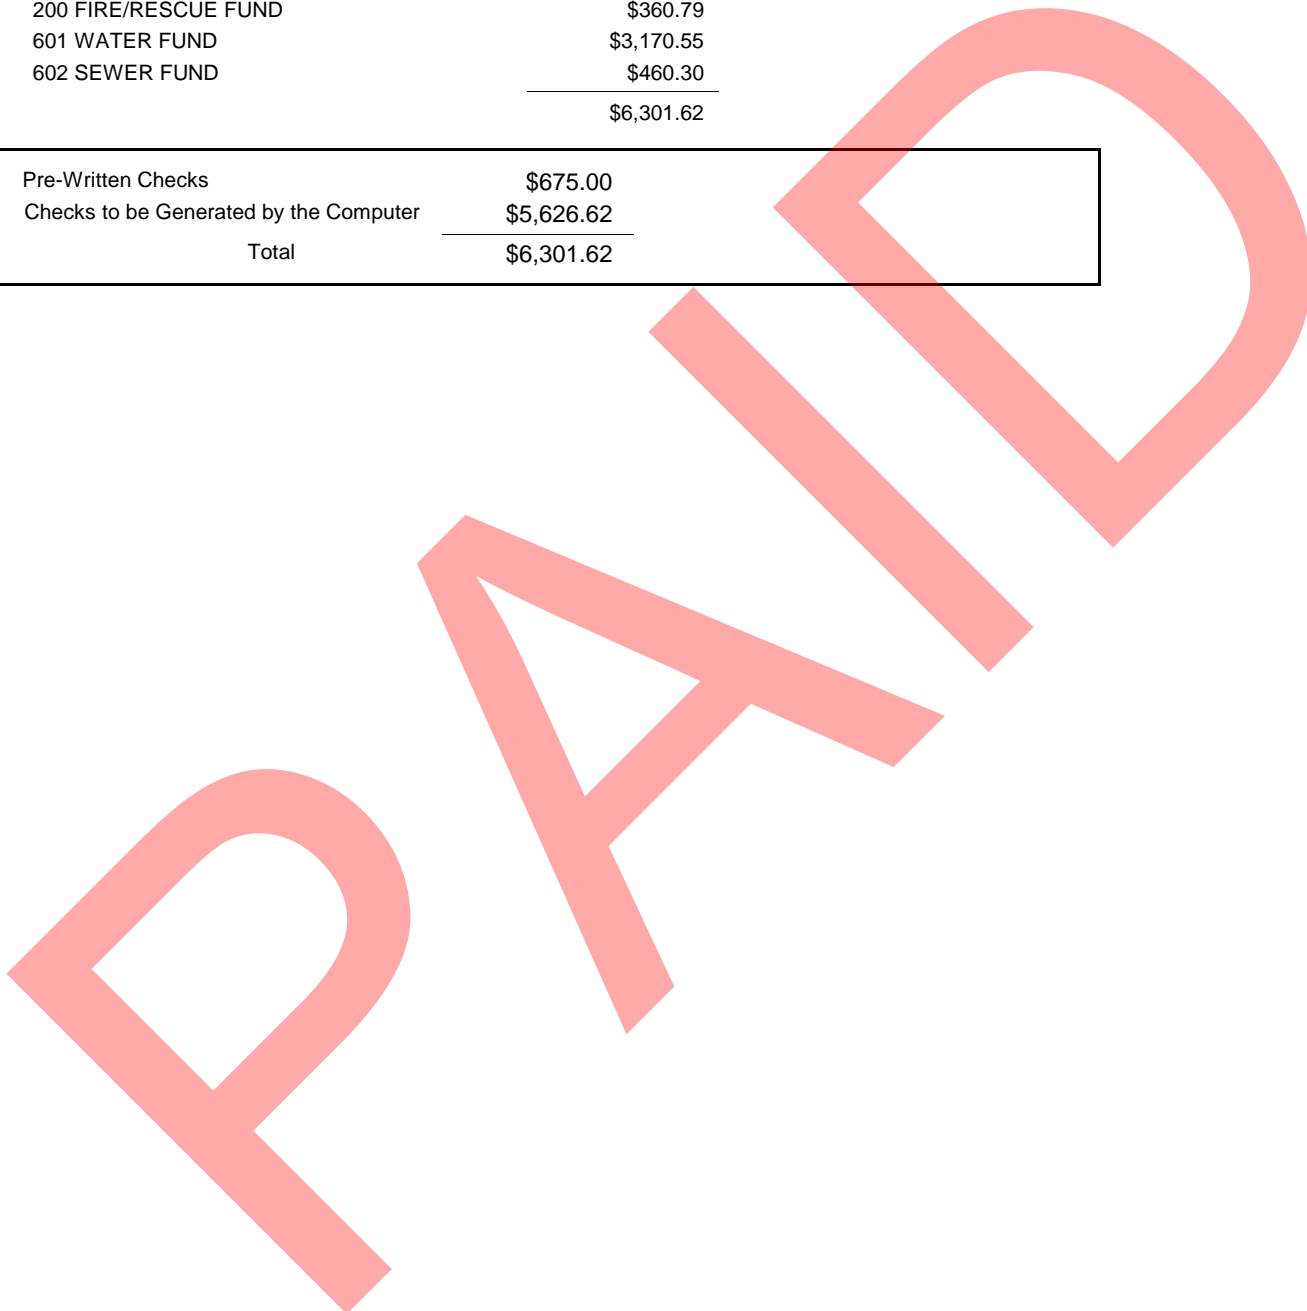 200 FIRE/RESCUE FUND $360.79
601 WATER FUND $3,170.55
602 SEWER FUND $460.30
$6,301.62
Pre-Written Checks $675.00
Checks to be Generated by the Computer $5,626.62
Total $6,301.62
PAID